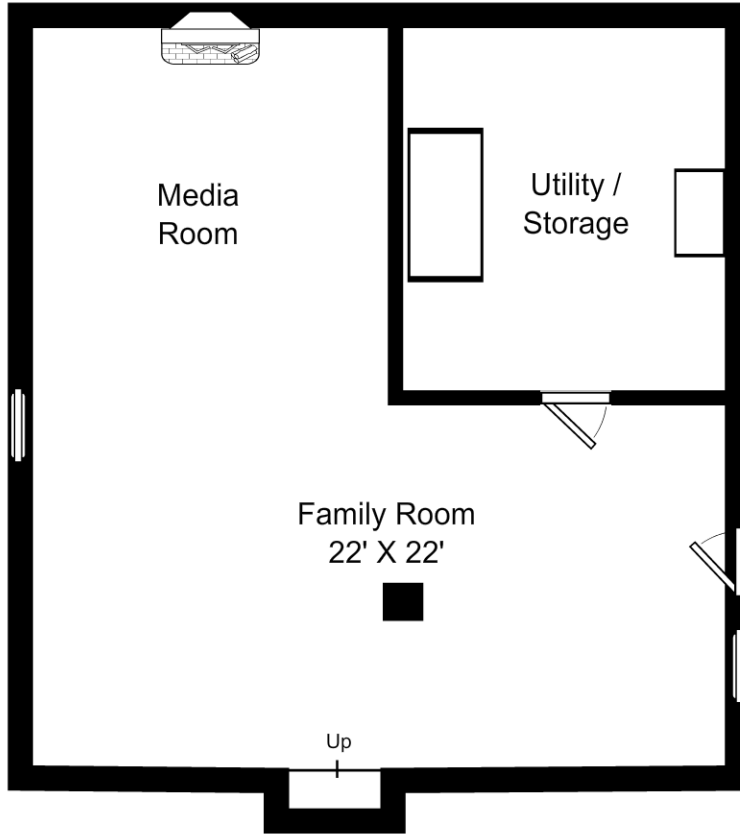 Media
Room
Utility /
Storage
Family Room
22' X 22'
Up